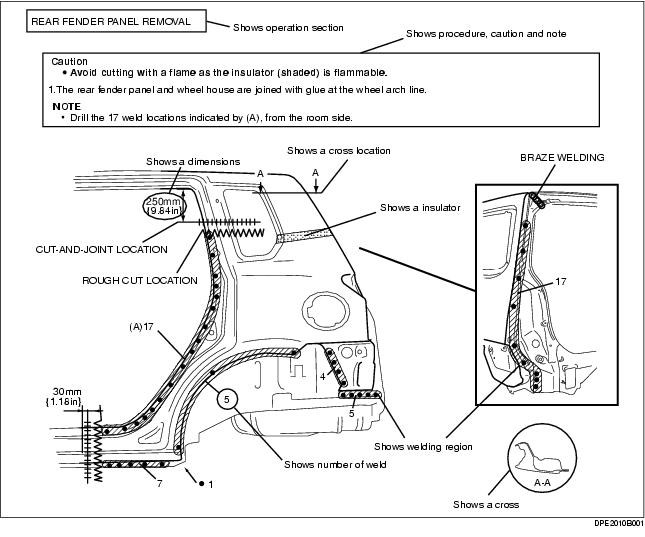 REAR FENDER PANEL REMOVAL
Shows operation section
Shows procedure, caution and note
Caution
• Avoid cutting with a flame as the insulator (shaded) is flammable.
1.The rear fender panel and wheel house are joined with glue at the wheel arch line.
NOTE
• Drill the 17 weld locations indicated by (A), from the room side.
Shows a cross location
Shows a dimensions
BRAZE WELDING
A
A
250mm
{9.84in}
Shows a insulator
CUT-AND-JOINT LOCATION
ROUGH CUT LOCATION
17
(A)17
4
30mm
{1.18in}
5
5
Shows welding region
Shows number of weld
7
• 1
A-A
Shows a cross
DPE2010B001